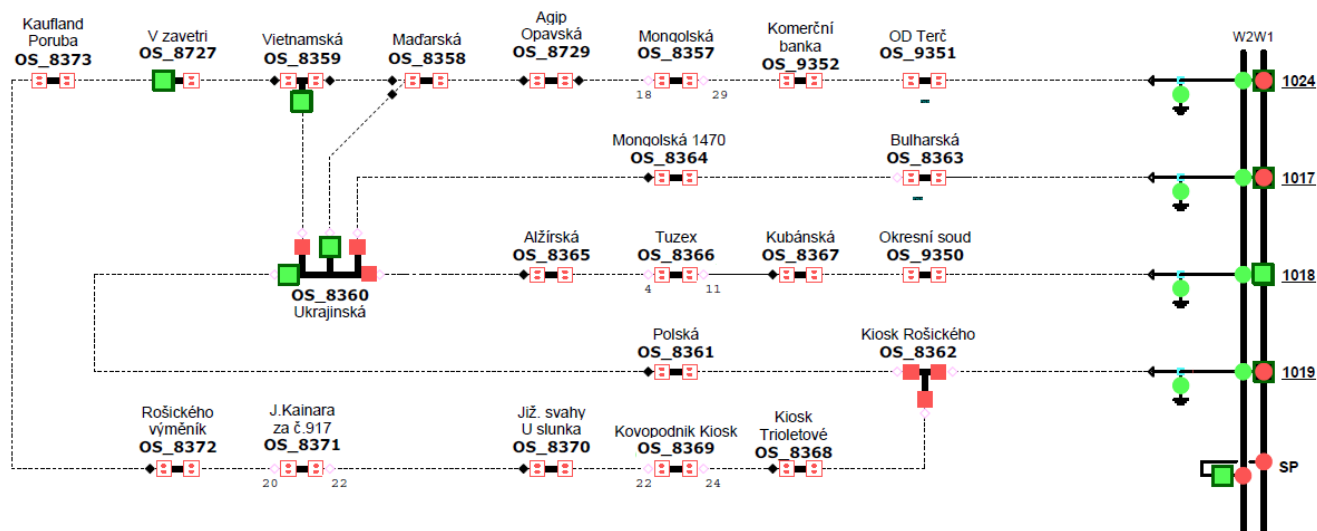 Kaufland
Poruba
OS_8373
V zavetri
OS_8727
Vietnamská
OS_8359
Maďarská
OS_8358
Agip
Opavská
OS_8729
Mongolská
OS_8357
Komerční
banka
OS_9352
OD Terč
OS_9351
W2W1
18 29
1024
Mongolská 1470
OS_8364
Bulharská
OS_8363
1017
Alžírská
OS_8365
Tuzex
OS_8366
Kubánská
OS_8367
Okresní soud
OS_9350
4 11
1018
OS_8360
Ukrajinská
Polská
OS_8361
Kiosk Rošického
OS_8362
1019
Rošického
výměník
OS_8372
J.Kainara
za č.917
OS_8371
Již. svahy
U slunka
OS_8370
Kovopodnik Kiosk
OS_8369
Kiosk
Trioletové
OS_8368
20 22
22 24
SP